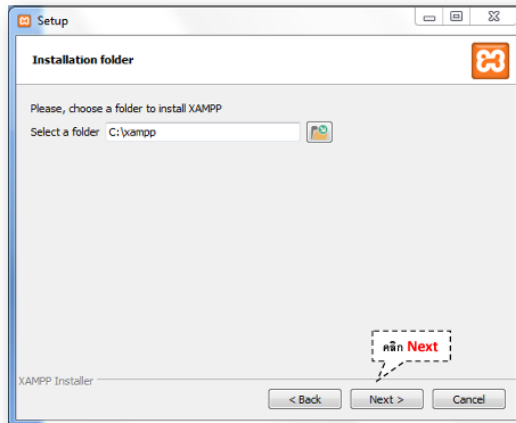 Setup
Installation folder
Please, choose a folder to install XAMPP
Select a folder C:\xampp
คลิก Next
XAMPP Installer
< Back Next > Cancel